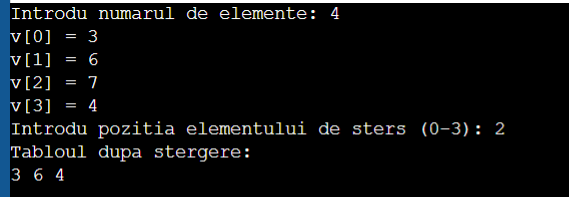 Introdu numarul de elemente: 4
v[0] = 3
v[1] = 6
v[2] = 7
v[3] = 4
Introdu pozitia elementului de sters (0-3): 2
Tabloul dupa stergere:
3 6 4